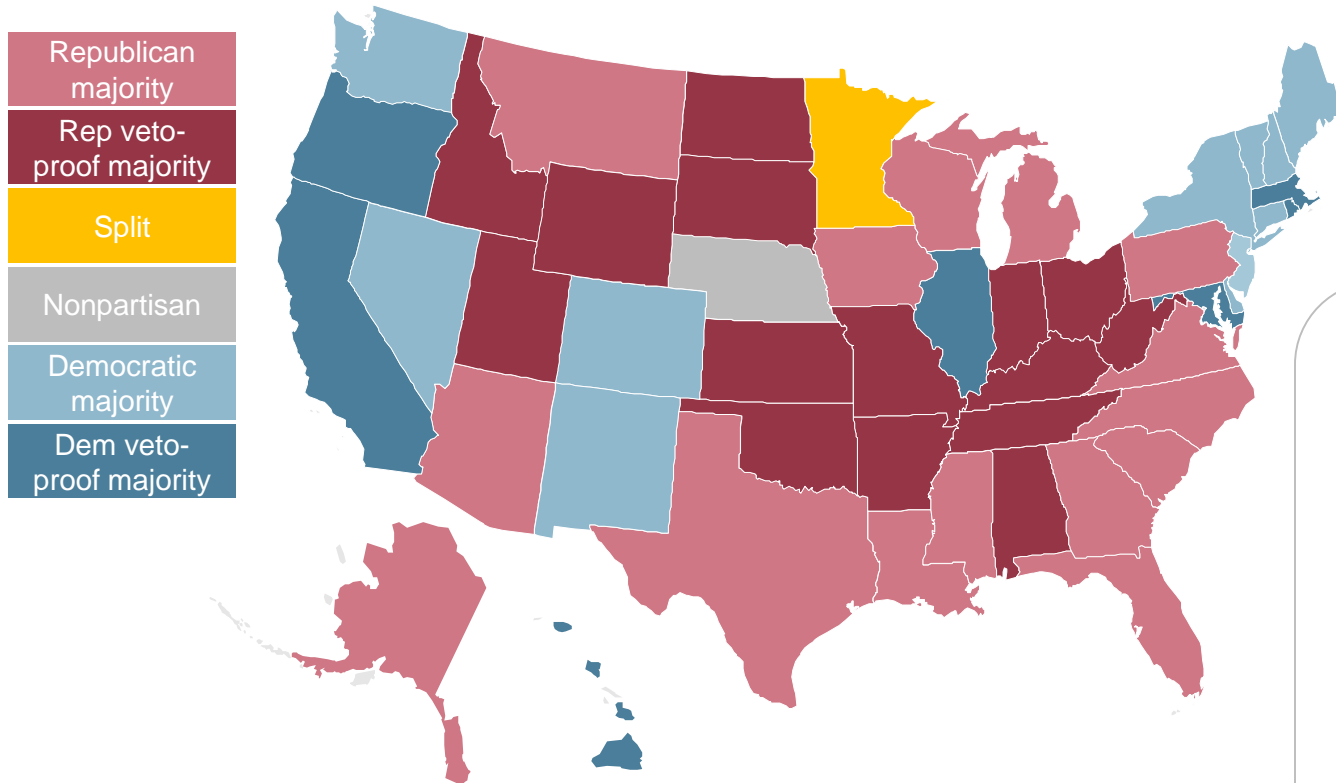 Republican
majority
Rep veto-
proof majority
Split
Nonpartisan
Democratic
majority
Dem veto-
proof majority